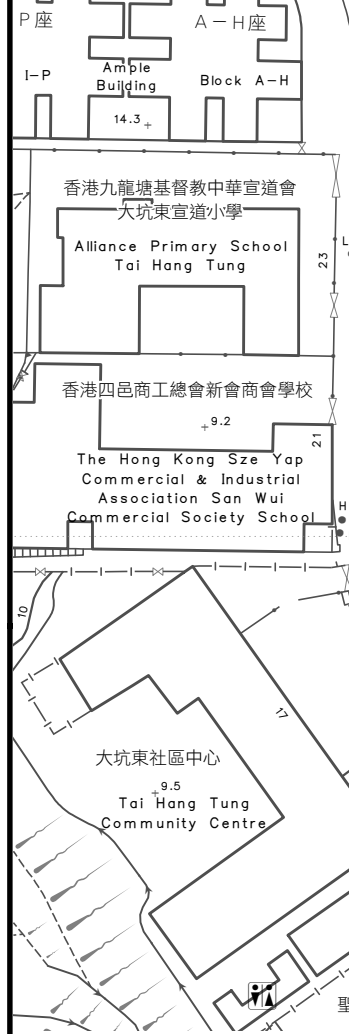 P座
A－H座
I-P
Ample
Building
Block A-H
14.3
香港九龍塘基督教中華宣道會
大坑東宣道小學
Alliance Primary School
Tai Hang Tung
23
L
香港四邑商工總會新會商會學校
9.2
21
The Hong Kong Sze Yap
Commercial & Industrial
Association San Wui
Commercial Society School
H
10
17
大坑東社區中心
9.5
Tai Hang Tung
Community Centre
聖